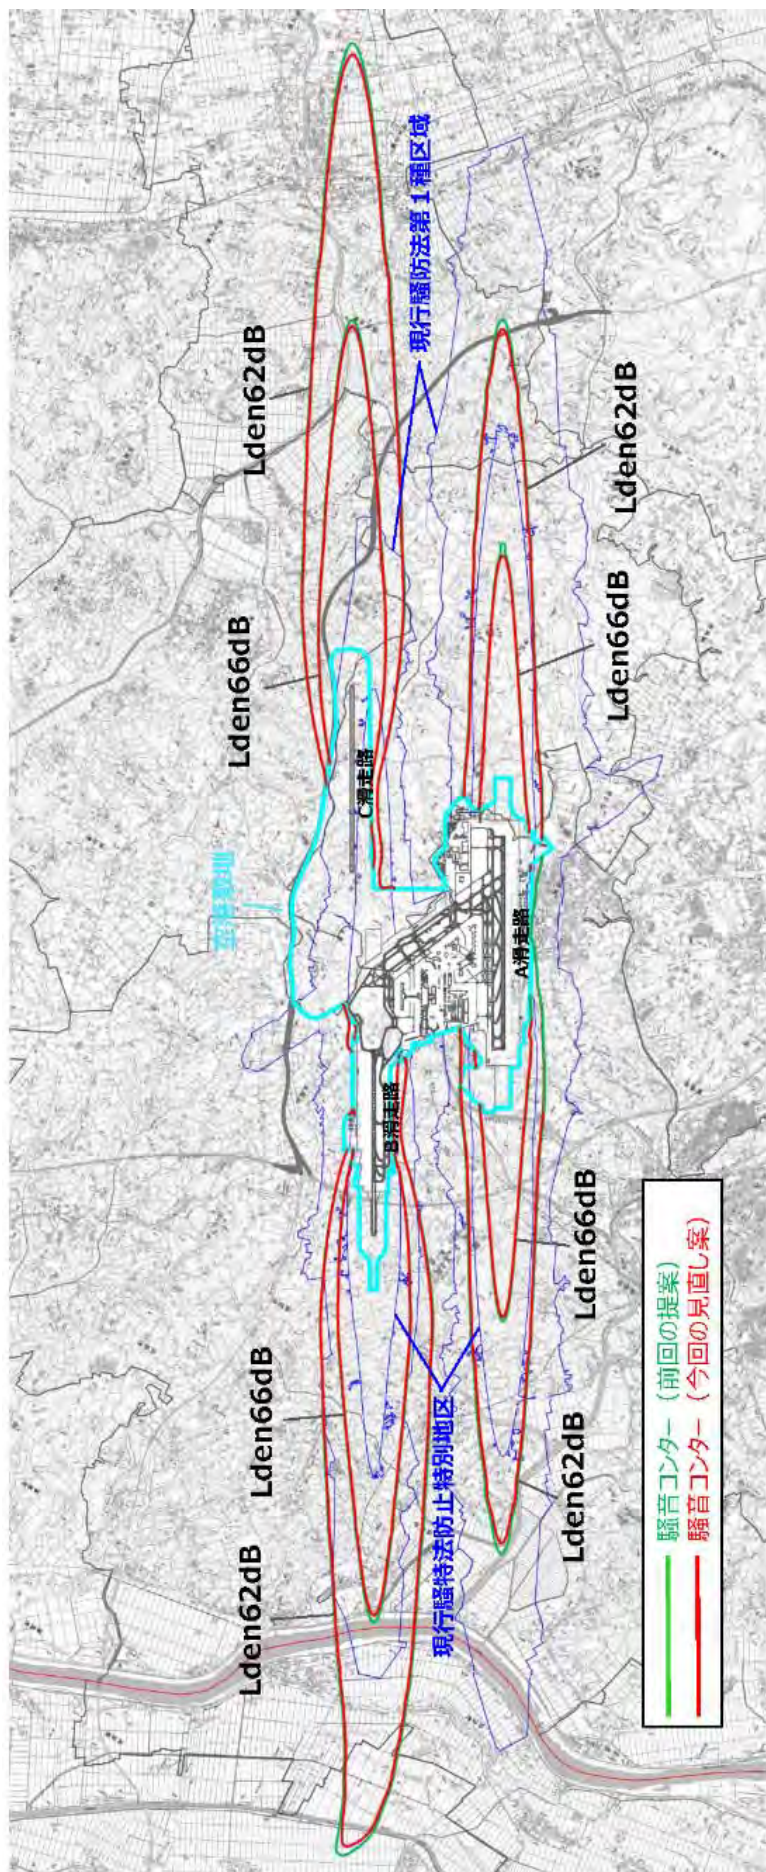 Lden62dB
Lden66dB
Lden66dB
Lden62dB
空港敷地
現行騒防法第１種区域
B滑走路
C滑走路
A滑走路
現行騒特法防止特別地区
Lden62dB
Lden66dB
Lden66dB
Lden62dB
騒音コンター（前回の提案）
騒音コンター（今回の見直し案）